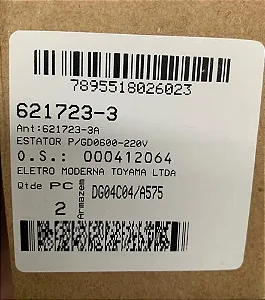 7895518026023
621723-3
Ant:621723-3A
ESTATOR P/GD0600-220V
O.S.: 000412064
ELETRO MODERNA TOYAMA LTDA
Qtde PC Armazem DG04C04/A575
2